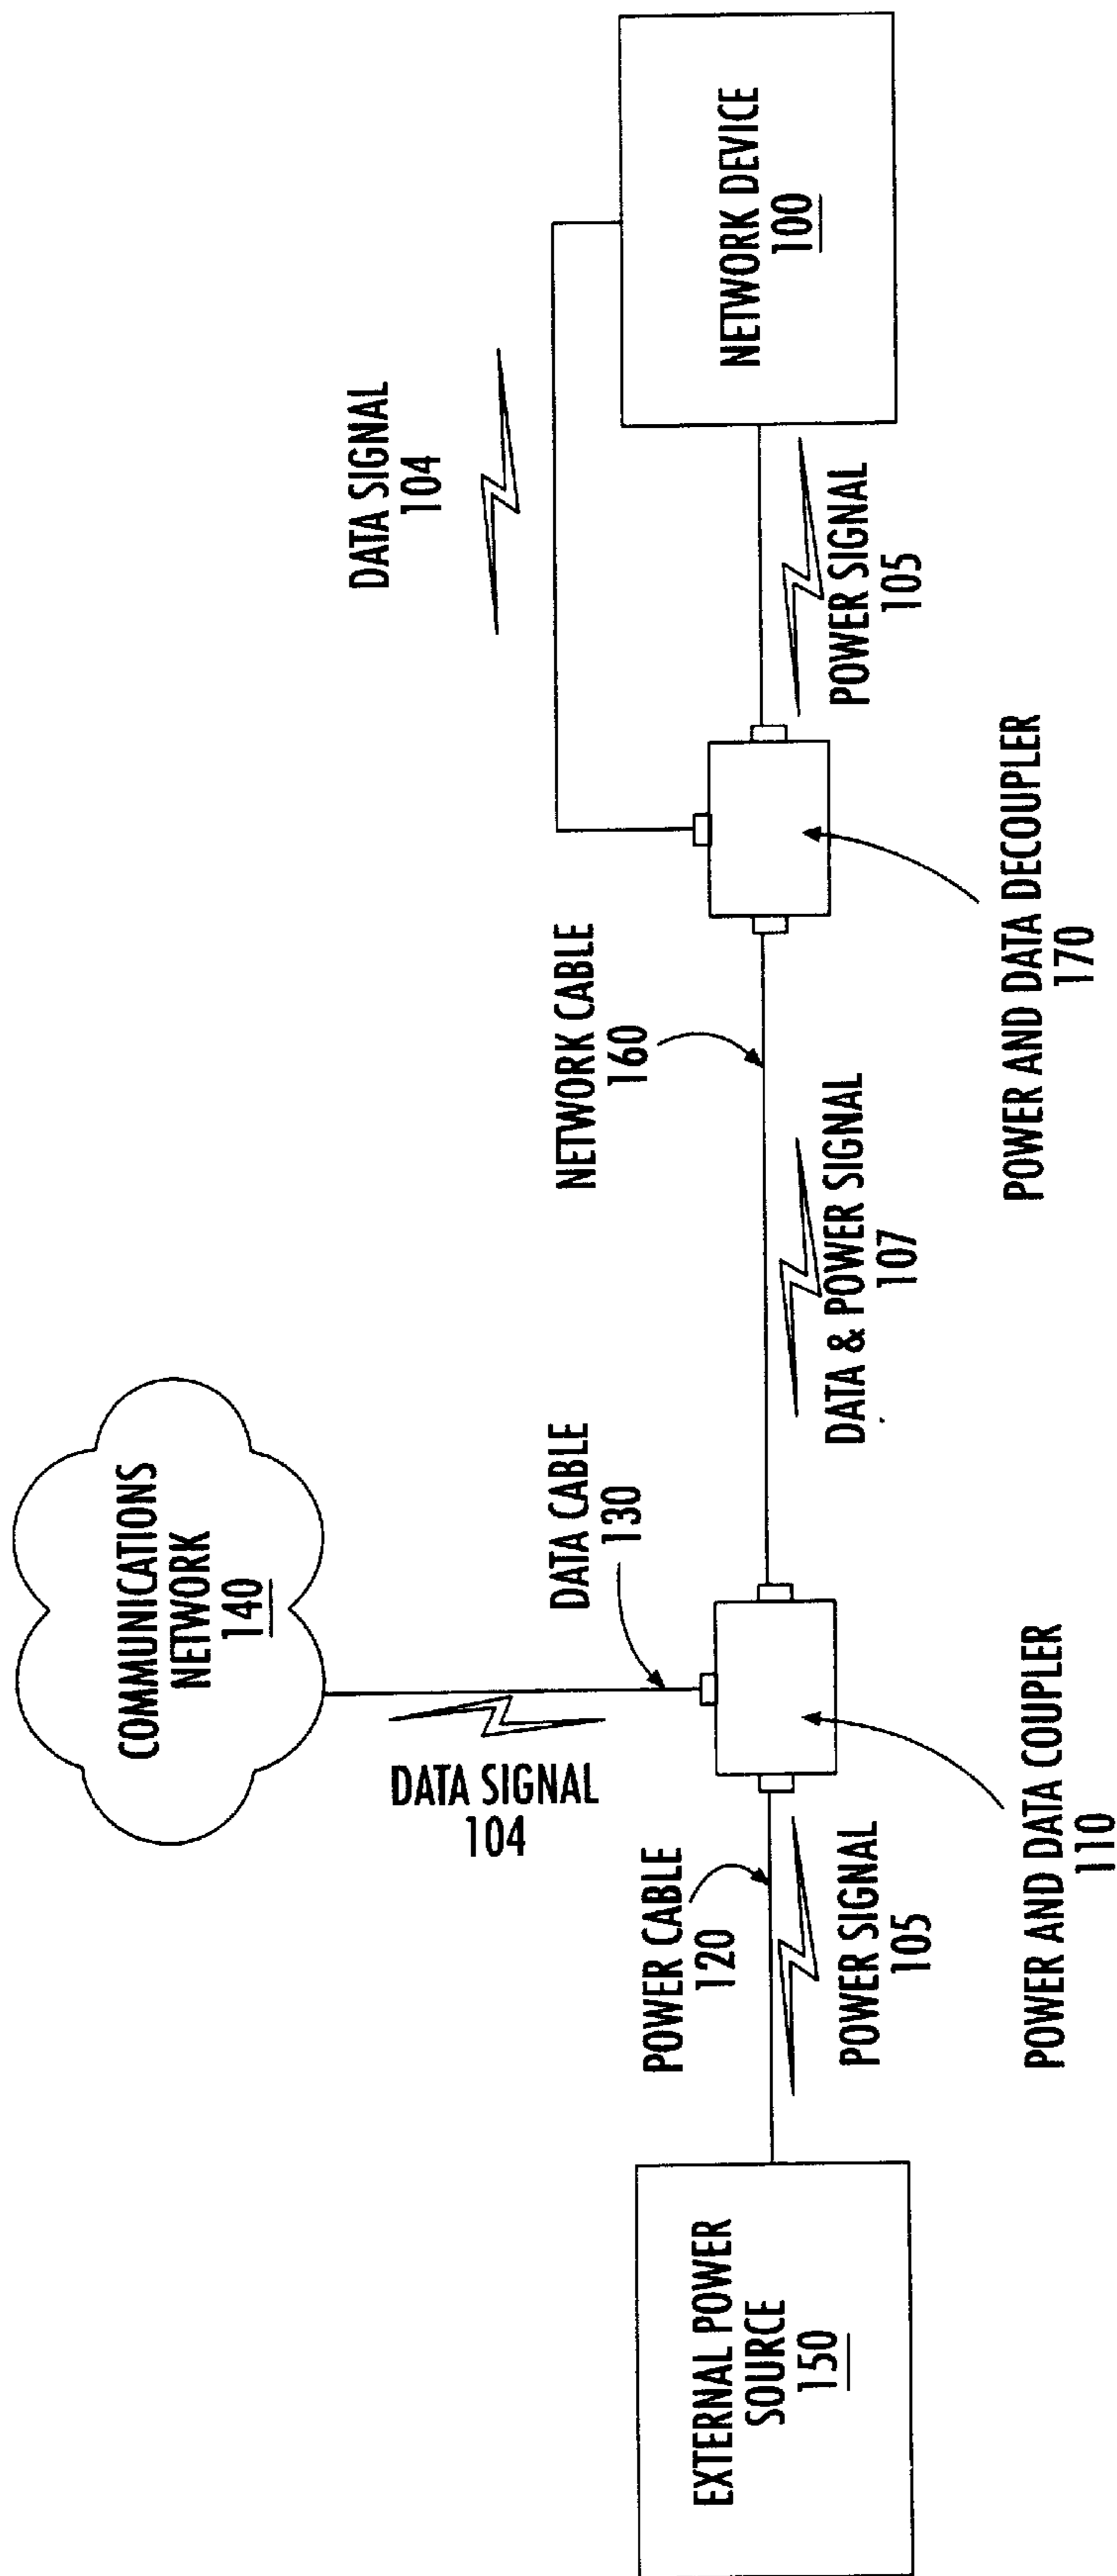 COMMUNICATIONS
NETWORK
140
DATA SIGNAL
104
DATA CABLE
130
EXTERNAL POWER
SOURCE
150
POWER CABLE
120
POWER SIGNAL
105
POWER AND DATA COUPLER
110
NETWORK CABLE
160
DATA & POWER SIGNAL
107
POWER AND DATA DECOUPLER
170
DATA SIGNAL
104
POWER SIGNAL
105
NETWORK DEVICE
100